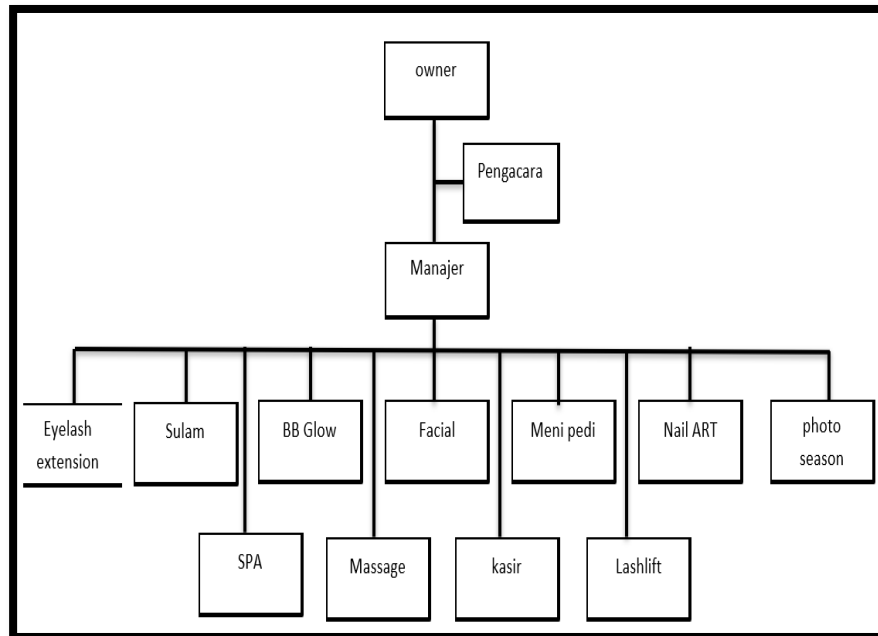 owner
Pengacara
Manajer
Eyelash
extension
Sulam
BB Glow
Facial
Meni pedi
Nail ART
photo
season
SPA
Massage
kasir
Lashlift